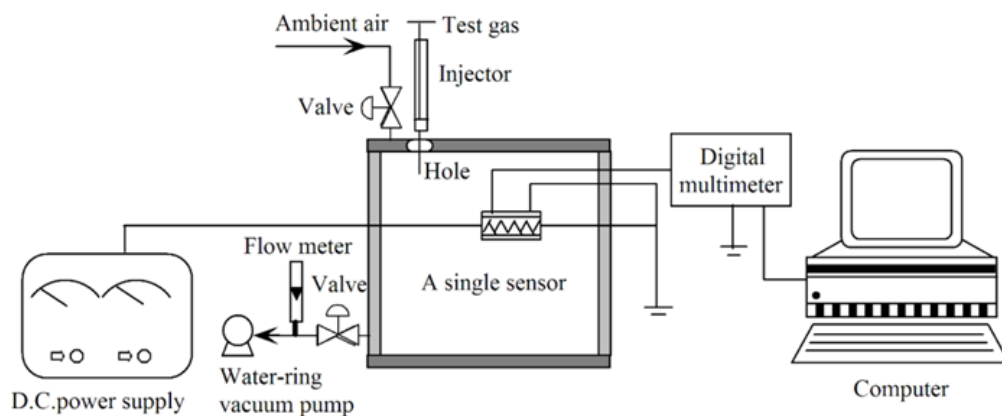 Ambient air
Test gas
Injector
Valve
Hole
Digital
multimeter
Flow meter
Valve
A single sensor
Water-ring
vacuum pump
D.C.power supply
Computer